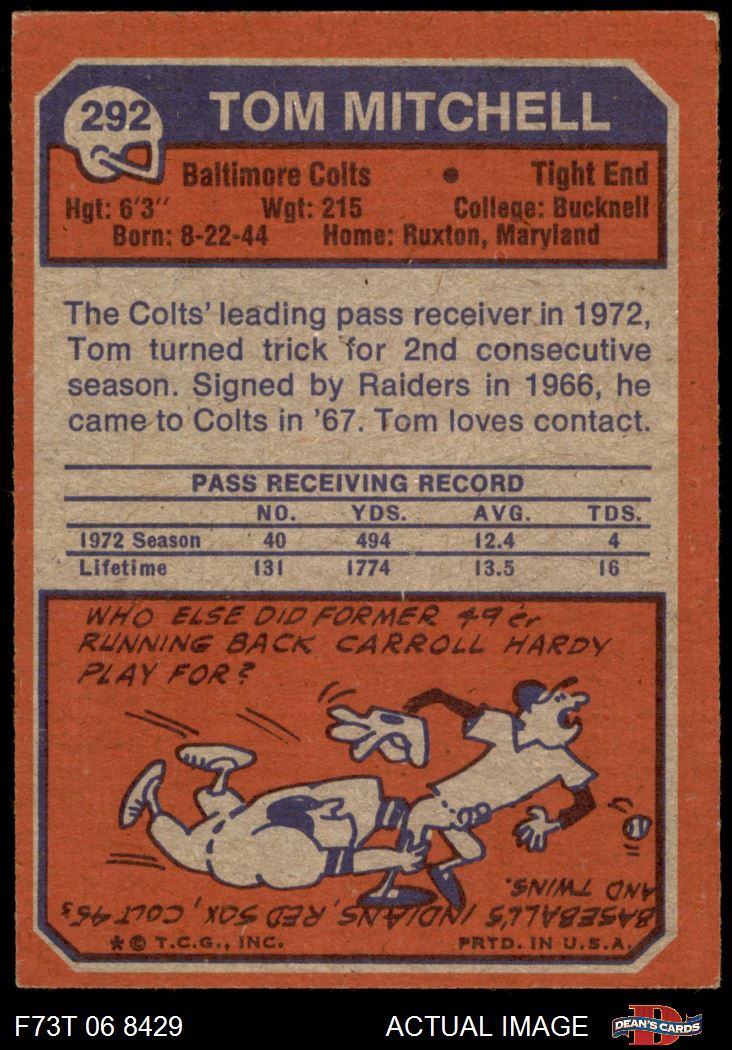 292
TOM MITCHELL
Baltimore Colts • Tight End
Hgt: 6'3" Wgt: 215 College: Bucknell
Born: 8-22-44 Home: Ruxton, Maryland
The Colts' leading pass receiver in 1972,
Tom turned trick for 2nd consecutive
season. Signed by Raiders in 1966, he
came to Colts in '67. Tom loves contact.
PASS RECEIVING RECORD
NO. YDS. AVG. TDS.
1972 Season 40 494 12.4 4
Lifetime 131 1774 13.5 16
WHO ELSE DID FORMER 49er
RUNNING BACK CARROLL HARDY
PLAY FOR?
BASEBALL'S INDIANS, RED SOX, COLT 45s
AND TWINS.
* © T.C.G., INC. PRTD. IN U.S.A.
F73T 06 8429 ACTUAL IMAGE
D
DEAN'S CARDS